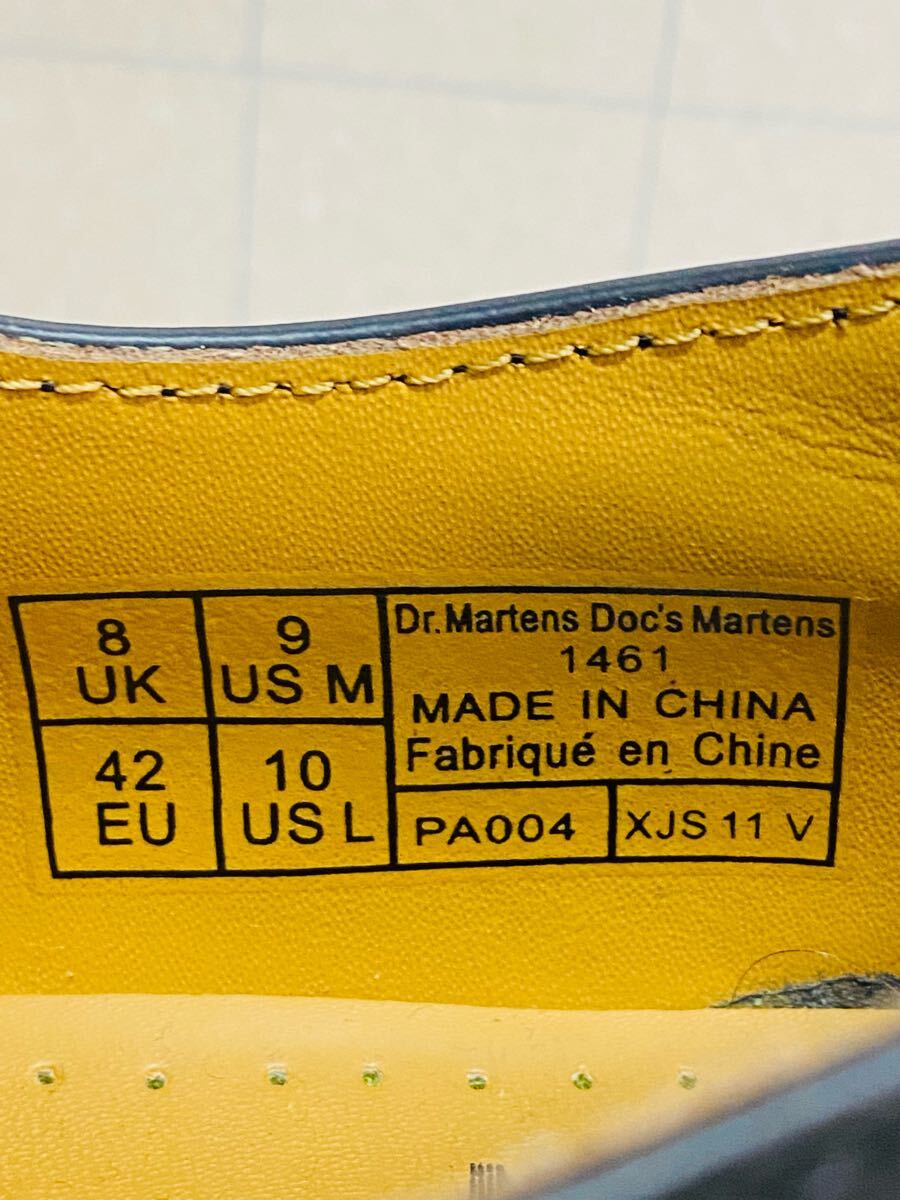 8
UK
9
US M
42
EU
10
US L
Dr.Martens Doc's Martens
1461
MADE IN CHINA
Fabriqué en Chine
PA004
XJS 11 V